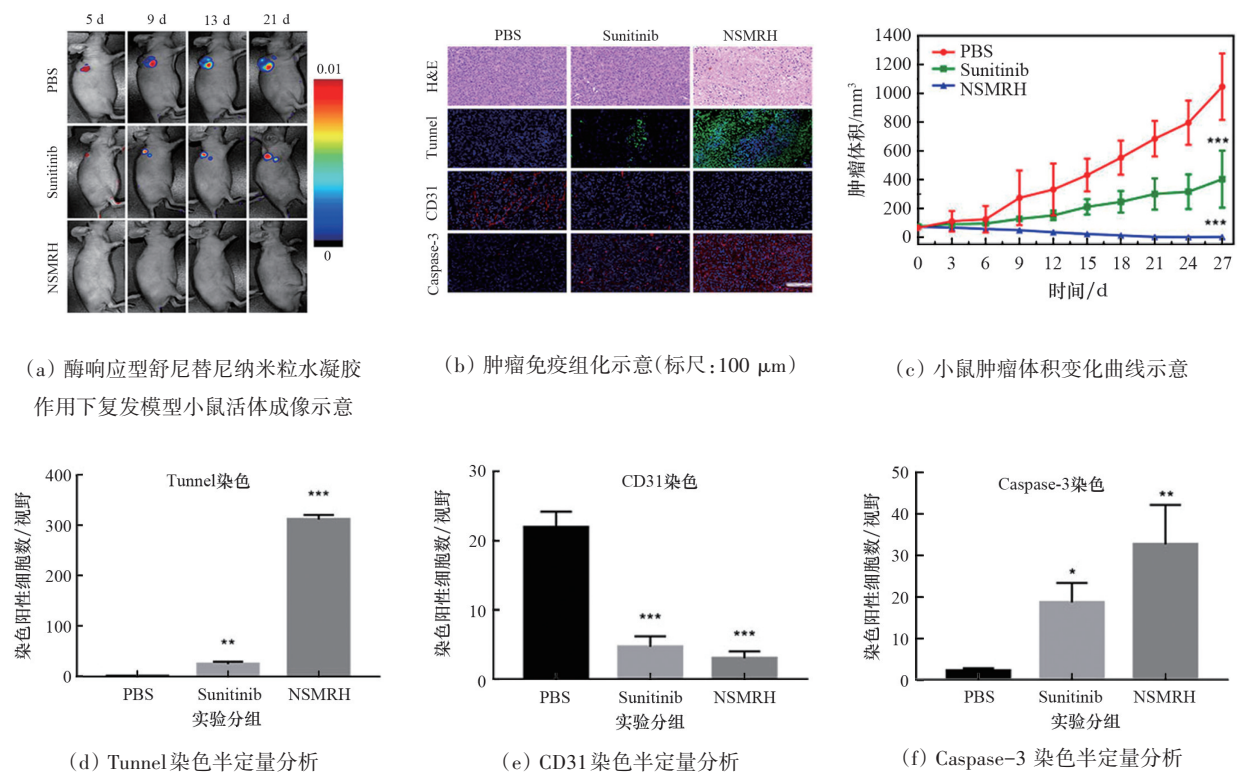 5 d 9 d 13 d 21 d
PBS
Sunitinib
NSMRH
0.01
0
(a) 酶响应型舒尼替尼纳米粒水凝胶
作用下复发模型小鼠活体成像示意
PBS Sunitinib NSMRH
H&E
Tunnel
CD31
Caspase-3
(b) 肿瘤免疫组化示意(标尺:100 μm)
肿瘤体积/mm³
1400
1200
1000
800
600
400
200
0
PBS
Sunitinib
NSMRH
***
***
0 3 6 9 12 15 18 21 24 27
时间/d
(c) 小鼠肿瘤体积变化曲线示意
染色阳性细胞数/视野
Tunnel染色
400
300
200
100
0
**
***
PBS Sunitinib NSMRH
实验分组
(d) Tunnel染色半定量分析
染色阳性细胞数/视野
CD31染色
30
20
10
0
***
***
PBS Sunitinib NSMRH
实验分组
(e) CD31染色半定量分析
染色阳性细胞数/视野
Caspase-3染色
50
40
30
20
10
0
*
**
PBS Sunitinib NSMRH
实验分组
(f) Caspase-3 染色半定量分析